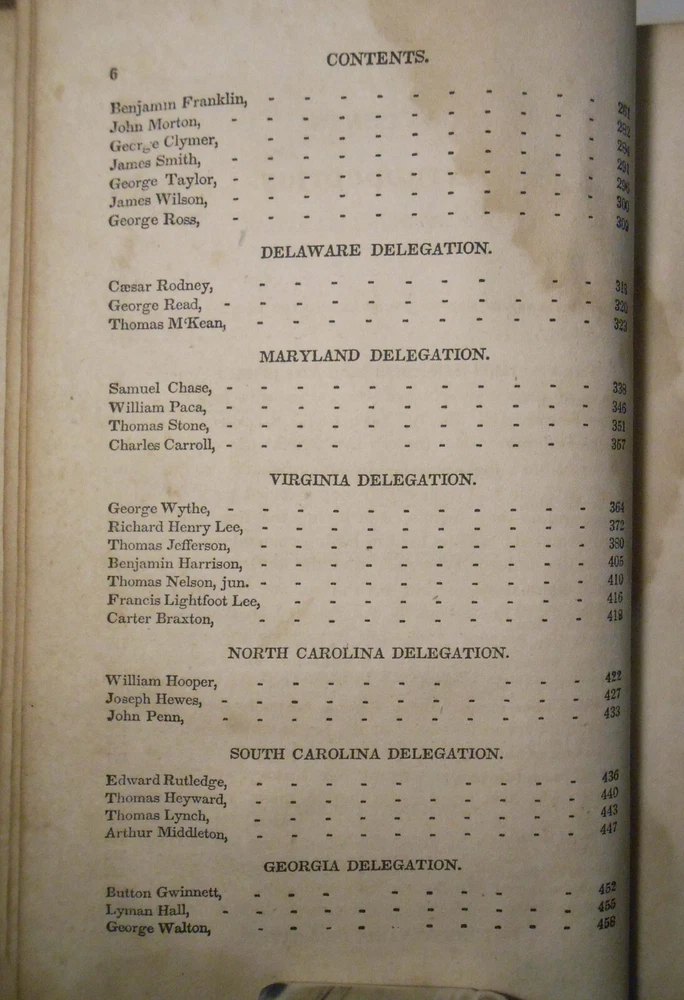 6
CONTENTS.
Benjamin Franklin, - - - - - - - - - -
John Morton, - - - - - - - - - - -
George Clymer, - - - - - - - - - -
James Smith, - - - - - - - - - - - 291
George Taylor, - - - - - - - - - - -
James Wilson, - - - - - - - - - - - 300
George Ross, - - - - - - - - - - - 302
DELAWARE DELEGATION.
Cæsar Rodney, - - - - - - - - -
George Read, - - - - - - - - - - - 320
Thomas M‘Kean, - - - - - - - - - - 323
MARYLAND DELEGATION.
Samuel Chase, - - - - - - - - - - - 338
William Paca, - - - - - - - - - - - 346
Thomas Stone, - - - - - - - - - - - 351
Charles Carroll, - - - - - - - - - 357
VIRGINIA DELEGATION.
George Wythe, - - - - - - - - - - - 364
Richard Henry Lee, - - - - - - - - - - 372
Thomas Jefferson, - - - - - - - - - - 380
Benjamin Harrison, - - - - - - - - - - 405
Thomas Nelson, jun. - - - - - - - - - - 410
Francis Lightfoot Lee, - - - - - - - - - 416
Carter Braxton, - - - - - - - - - - 418
NORTH CAROLINA DELEGATION.
William Hooper, - - - - - - - - - 422
Joseph Hewes, - - - - - - - - - - - 427
John Penn, - - - - - - - - - - - 433
SOUTH CAROLINA DELEGATION.
Edward Rutledge, - - - - - - - - - 436
Thomas Heyward, - - - - - - - - - - 440
Thomas Lynch, - - - - - - - - - - 443
Arthur Middleton, - - - - - - - - - - 447
GEORGIA DELEGATION.
Button Gwinnett, - - - - - - - - 452
Lyman Hall, - - - - - - - - - - - 455
George Walton, - - - - - - - - - 458